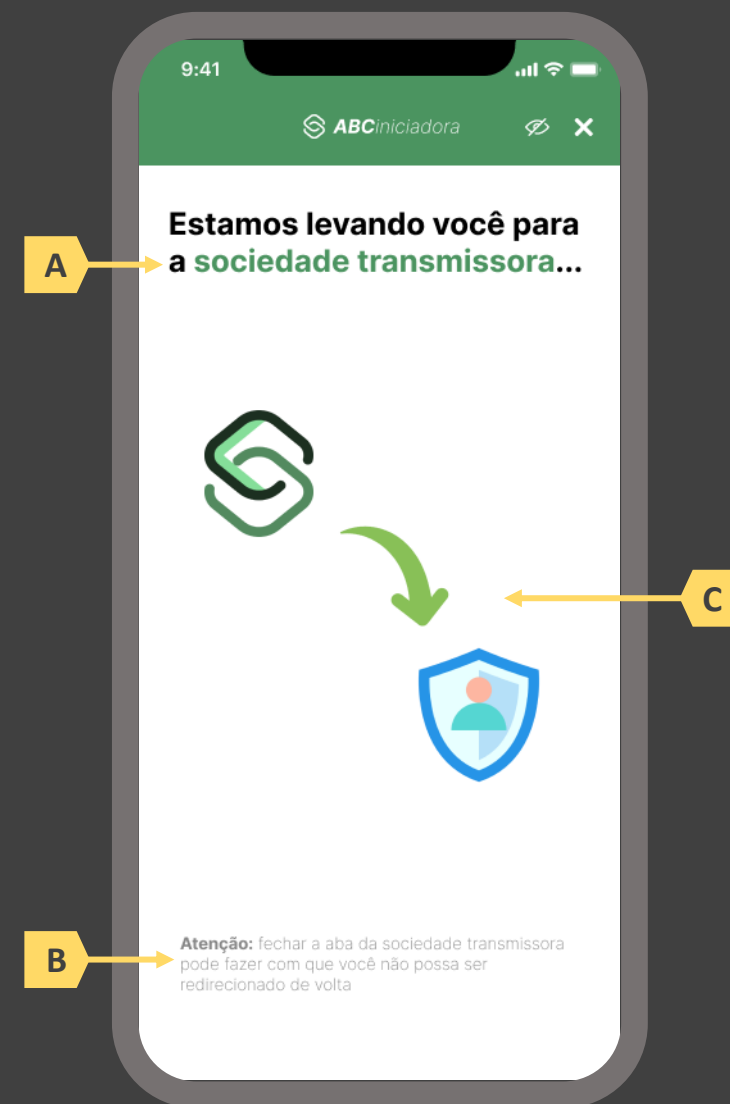 9:41
ABCiniciadora
Estamos levando você para
a sociedade transmissora...
A
C
Atenção: fechar a aba da sociedade transmissora
pode fazer com que você não possa ser
redirecionado de volta
B